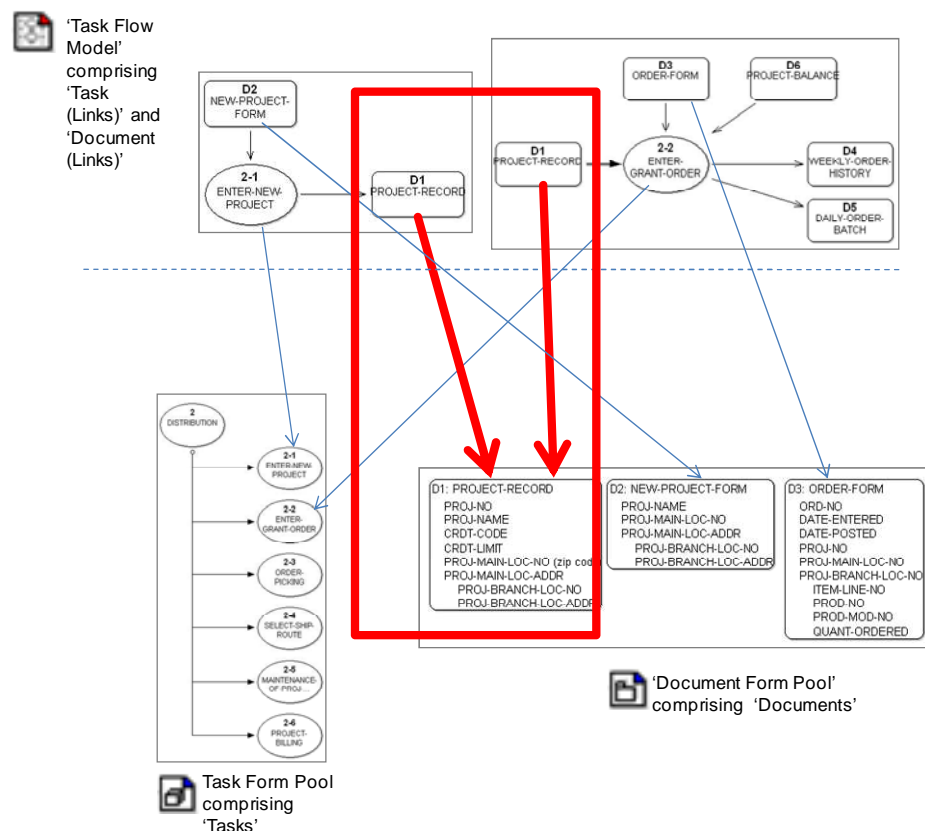 ‘Task Flow
Model’
comprising
‘Task
(Links)’ and
‘Document
(Links)’
D2
NEW-PROJECT-
FORM
2-1
ENTER-NEW-
PROJECT
D1
PROJECT-RECORD
D3
ORDER-FORM
D6
PROJECT-BALANCE
D1
PROJECT-RECORD
2-2
ENTER-
GRANT-ORDER
D4
WEEKLY-ORDER-
HISTORY
D5
DAILY-ORDER-
BATCH
2
DISTRIBUTION
2-1
ENTER-NEW-
PROJECT
2-2
ENTER-
GRANT-ORDER
2-3
ORDER-
PICKING
2-4
SELECT-SHIP-
ROUTE
2-5
MAINTENANCE-
OF-PROJ....
2-6
PROJECT-
BILLING
Task Form Pool
comprising
‘Tasks’
D1: PROJECT-RECORD
PROJ-NO
PROJ-NAME
CRDT-CODE
CRDT-LIMIT
PROJ-MAIN-LOC-NO (zip code)
PROJ-MAIN-LOC-ADDR
PROJ-BRANCH-LOC-NO
PROJ-BRANCH-LOC-ADDR
D2: NEW-PROJECT-FORM
PROJ-NAME
PROJ-MAIN-LOC-NO
PROJ-MAIN-LOC-ADDR
PROJ-BRANCH-LOC-NO
PROJ-BRANCH-LOC-ADDR
D3: ORDER-FORM
ORD-NO
DATE-ENTERED
DATE-POSTED
PROJ-NO
PROJ-MAIN-LOC-NO
PROJ-BRANCH-LOC-NO
ITEM-LINE-NO
PROD-NO
PROD-MOD-NO
QUANT-ORDERED
‘Document Form Pool’
comprising ‘Documents’